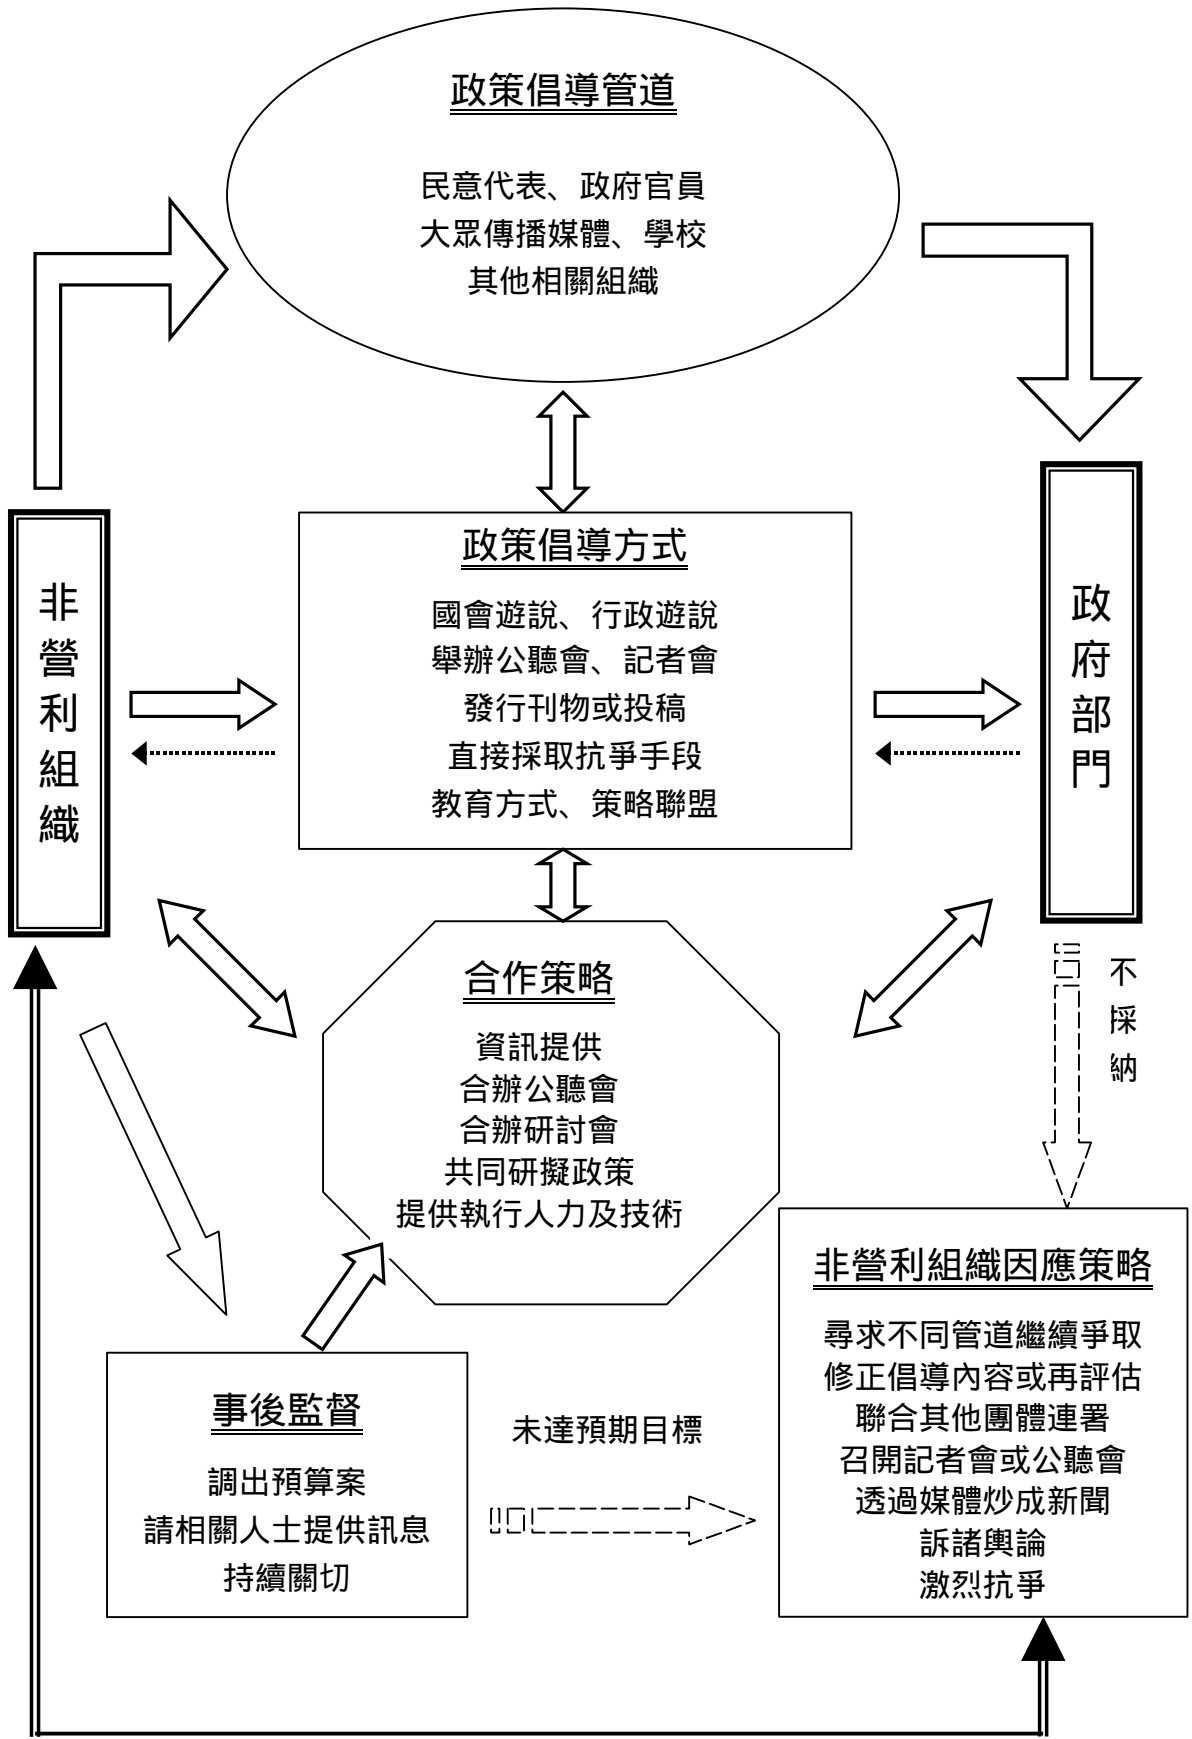 政策倡導管道
民意代表、政府官員
大眾傳播媒體、學校
其他相關組織
非營利組織
政策倡導方式
國會遊說、行政遊說
舉辦公聽會、記者會
發行刊物或投稿
直接採取抗爭手段
教育方式、策略聯盟
政府部門
合作策略
資訊提供
合辦公聽會
合辦研討會
共同研擬政策
提供執行人力及技術
不採納
非營利組織因應策略
尋求不同管道繼續爭取
修正倡導內容或再評估
聯合其他團體連署
召開記者會或公聽會
透過媒體炒成新聞
訴諸輿論
激烈抗爭
事後監督
調出預算案
請相關人士提供訊息
持續關切
未達預期目標